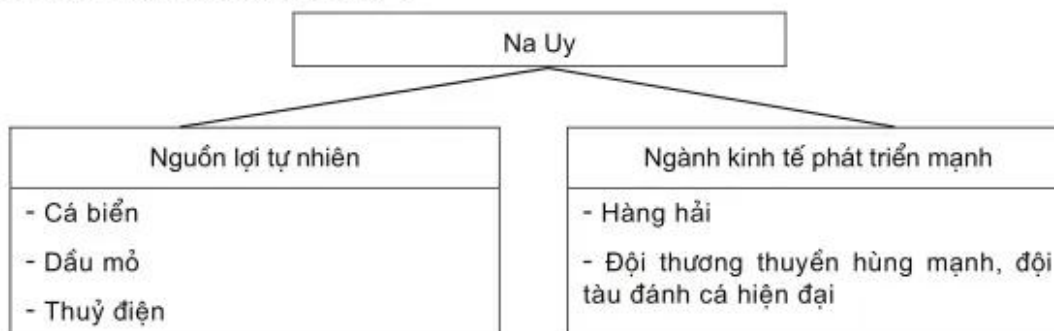 Na Uy
Nguồn lợi tự nhiên
- Cá biển
- Dầu mỏ
- Thuỷ điện
Ngành kinh tế phát triển mạnh
- Hàng hải
- Đội thương thuyền hùng mạnh, đội
tàu đánh cá hiện đại